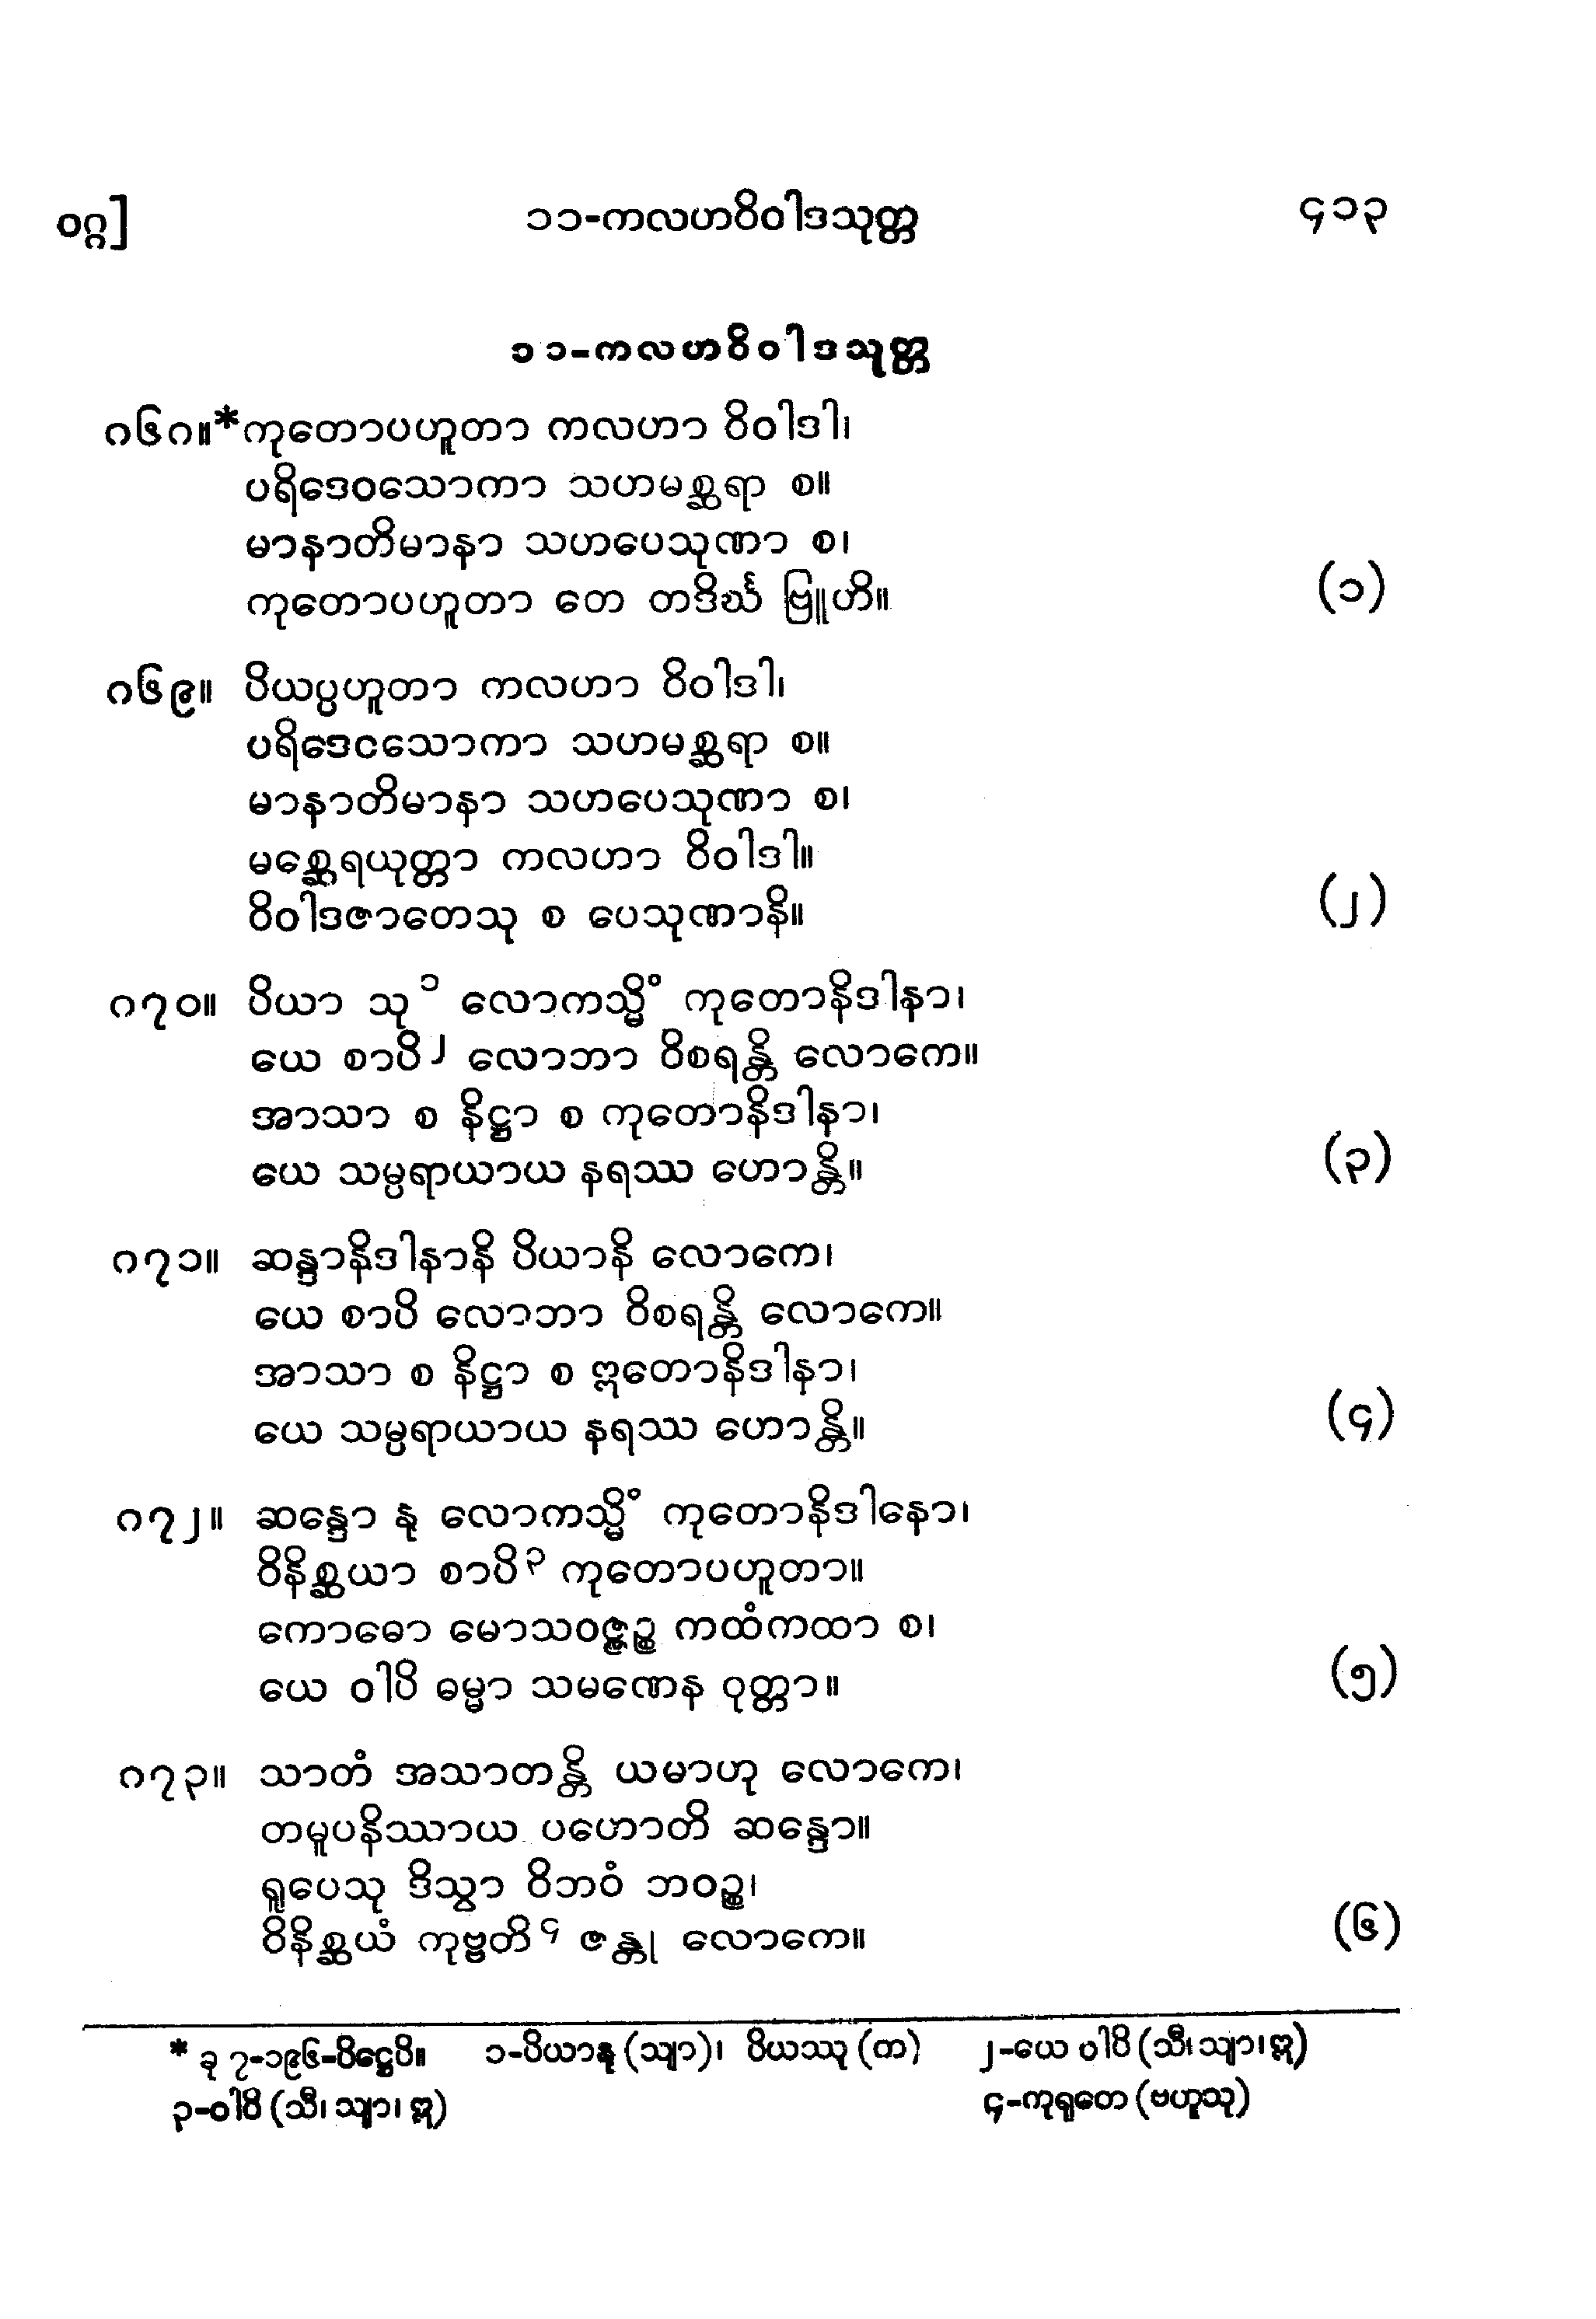 ဝဂ္ဂ] ၁၁-ကလဟဝိဝါဒသုတ္တ ၄၁၃
၁၁-ကလဟဝိဝါဒသုတ္တ
၈၆၈။*ကုတောပဟူတာ ကလဟာ ဝိဝါဒါ၊
ပရိဒေဝသောကာ သဟမစ္ဆရာ စ။
မာနာတိမာနာ သဟပေသုဏာ စ၊
ကုတောပဟူတာ တေ တဒိင်္ဃ ဗြူဟိ။ (၁)
၈၆၉။ ပိယပ္ပဟူတာ ကလဟာ ဝိဝါဒါ၊
ပရိဒေဝသောကာ သဟမစ္ဆရာ စ။
မာနာတိမာနာ သဟပေသုဏာ စ၊
မစ္ဆေရယုတ္တာ ကလဟာ ဝိဝါဒါ။
ဝိဝါဒဇာတေသု စ ပေသုဏာနိ။ (၂)
၈၇၀။ ပိယာ သု ၁ လောကသ္မိံ ကုတောနိဒါနာ၊
ယေ စာပိ ၂ လောဘာ ဝိစရန္တိ လောကေ။
အာသာ စ နိဋ္ဌာ စ ကုတောနိဒါနာ၊
ယေ သမ္ပရာယာယ နရဿ ဟောန္တိ။ (၃)
၈၇၁။ ဆန္ဒာနိဒါနာနိ ပိယာနိ လောကေ၊
ယေ စာပိ လောဘာ ဝိစရန္တိ လောကေ။
အာသာ စ နိဋ္ဌာ စ ဣတောနိဒါနာ၊
ယေ သမ္ပရာယာယ နရဿ ဟောန္တိ။ (၄)
၈၇၂။ ဆန္ဒော နု လောကသ္မိံ ကုတောနိဒါနော၊
ဝိနိစ္ဆယာ စာပိ ၃ ကုတောပဟူတာ။
ကောဓော မောသဝဇ္ဇဉ္စ ကထံကထာ စ၊
ယေ ဝါပိ ဓမ္မာ သမဏေန ဝုတ္တာ။ (၅)
၈၇၃။ သာတံ အသာတန္တိ ယမာဟု လောကေ၊
တမူပနိဿာယ ပဟောတိ ဆန္ဒော။
ရူပေသု ဒိသွာ ဝိဘဝံ ဘဝဉ္စ၊
ဝိနိစ္ဆယံ ကုဗ္ဗတိ ၄ ဇန္တု လောကေ။ (၆)
* ခု ၇-၁၉၆-ပိဋ္ဌေပိ။ ၁-ပိယာနု (သျာ)၊ ပိယဿု (က) ၂-ယေ ဝါပိ (သီ၊ သျာ၊ ဣ)
၃-ဝါပိ (သီ၊ သျာ၊ ဣ) ၄-ကုရုတေ (ဗဟူသု)